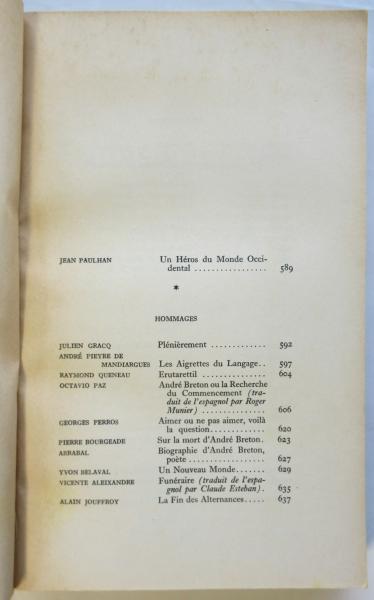 JEAN PAULHAN Un Héros du Monde Occi-
dental ................. 589
*
HOMMAGES
JULIEN GRACQ Plénièrement ............. 592
ANDRÉ PIEYRE DE
MANDIARGUES Les Aigrettes du Langage.. 597
RAYMOND QUENEAU Erutarettil ............... 604
OCTAVIO PAZ André Breton ou la Recherche
du Commencement (tra-
duit de l'espagnol par Roger
Munier) ............... 606
GEORGES PERROS Aimer ou ne pas aimer, voilà
la question............. 620
PIERRE BOURGEADE Sur la mort d'André Breton. 623
ARRABAL Biographie d'André Breton,
poète .................. 627
YVON BELAVAL Un Nouveau Monde....... 629
VICENTE ALEIXANDRE Funéraire (traduit de l'espa-
gnol par Claude Esteban). 635
ALAIN JOUFFROY La Fin des Alternances..... 637